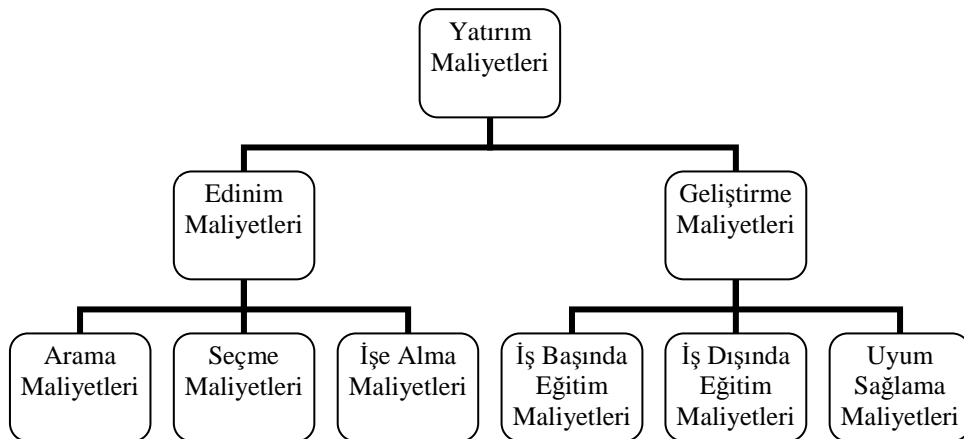 Yatırım
Maliyetleri
Edinim
Maliyetleri
Geliştirme
Maliyetleri
Arama
Maliyetleri
Seçme
Maliyetleri
İşe Alma
Maliyetleri
İş Başında
Eğitim
Maliyetleri
İş Dışında
Eğitim
Maliyetleri
Uyum
Sağlama
Maliyetleri